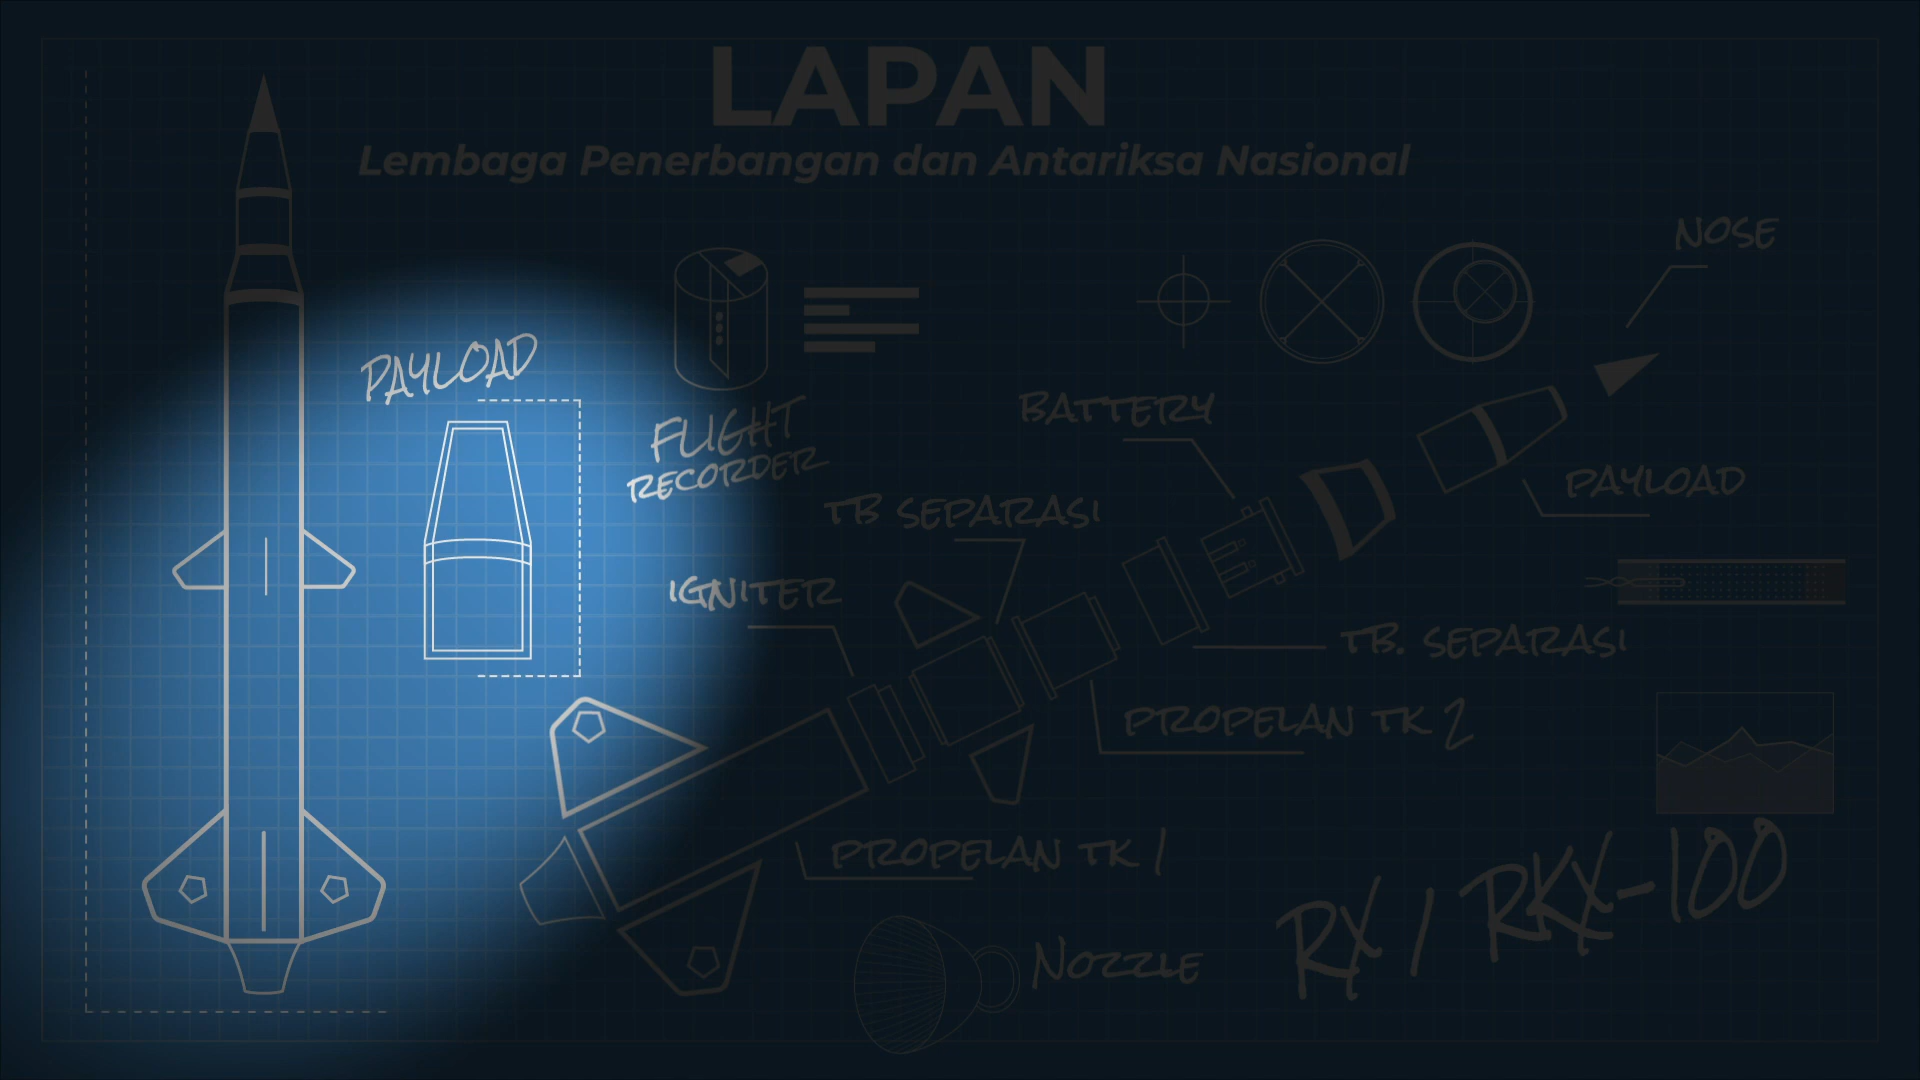 LAPAN
Lembaga Penerbangan dan Antariksa Nasional
NOSE
PAYLOAD
FLIGHT
RECORDER
BATTERY
PAYLOAD
TB SEPARASI
IGNITER
TB. SEPARASI
PROPELAN TK 2
PROPELAN TK 1
RX / RKX-100
NOZZLE